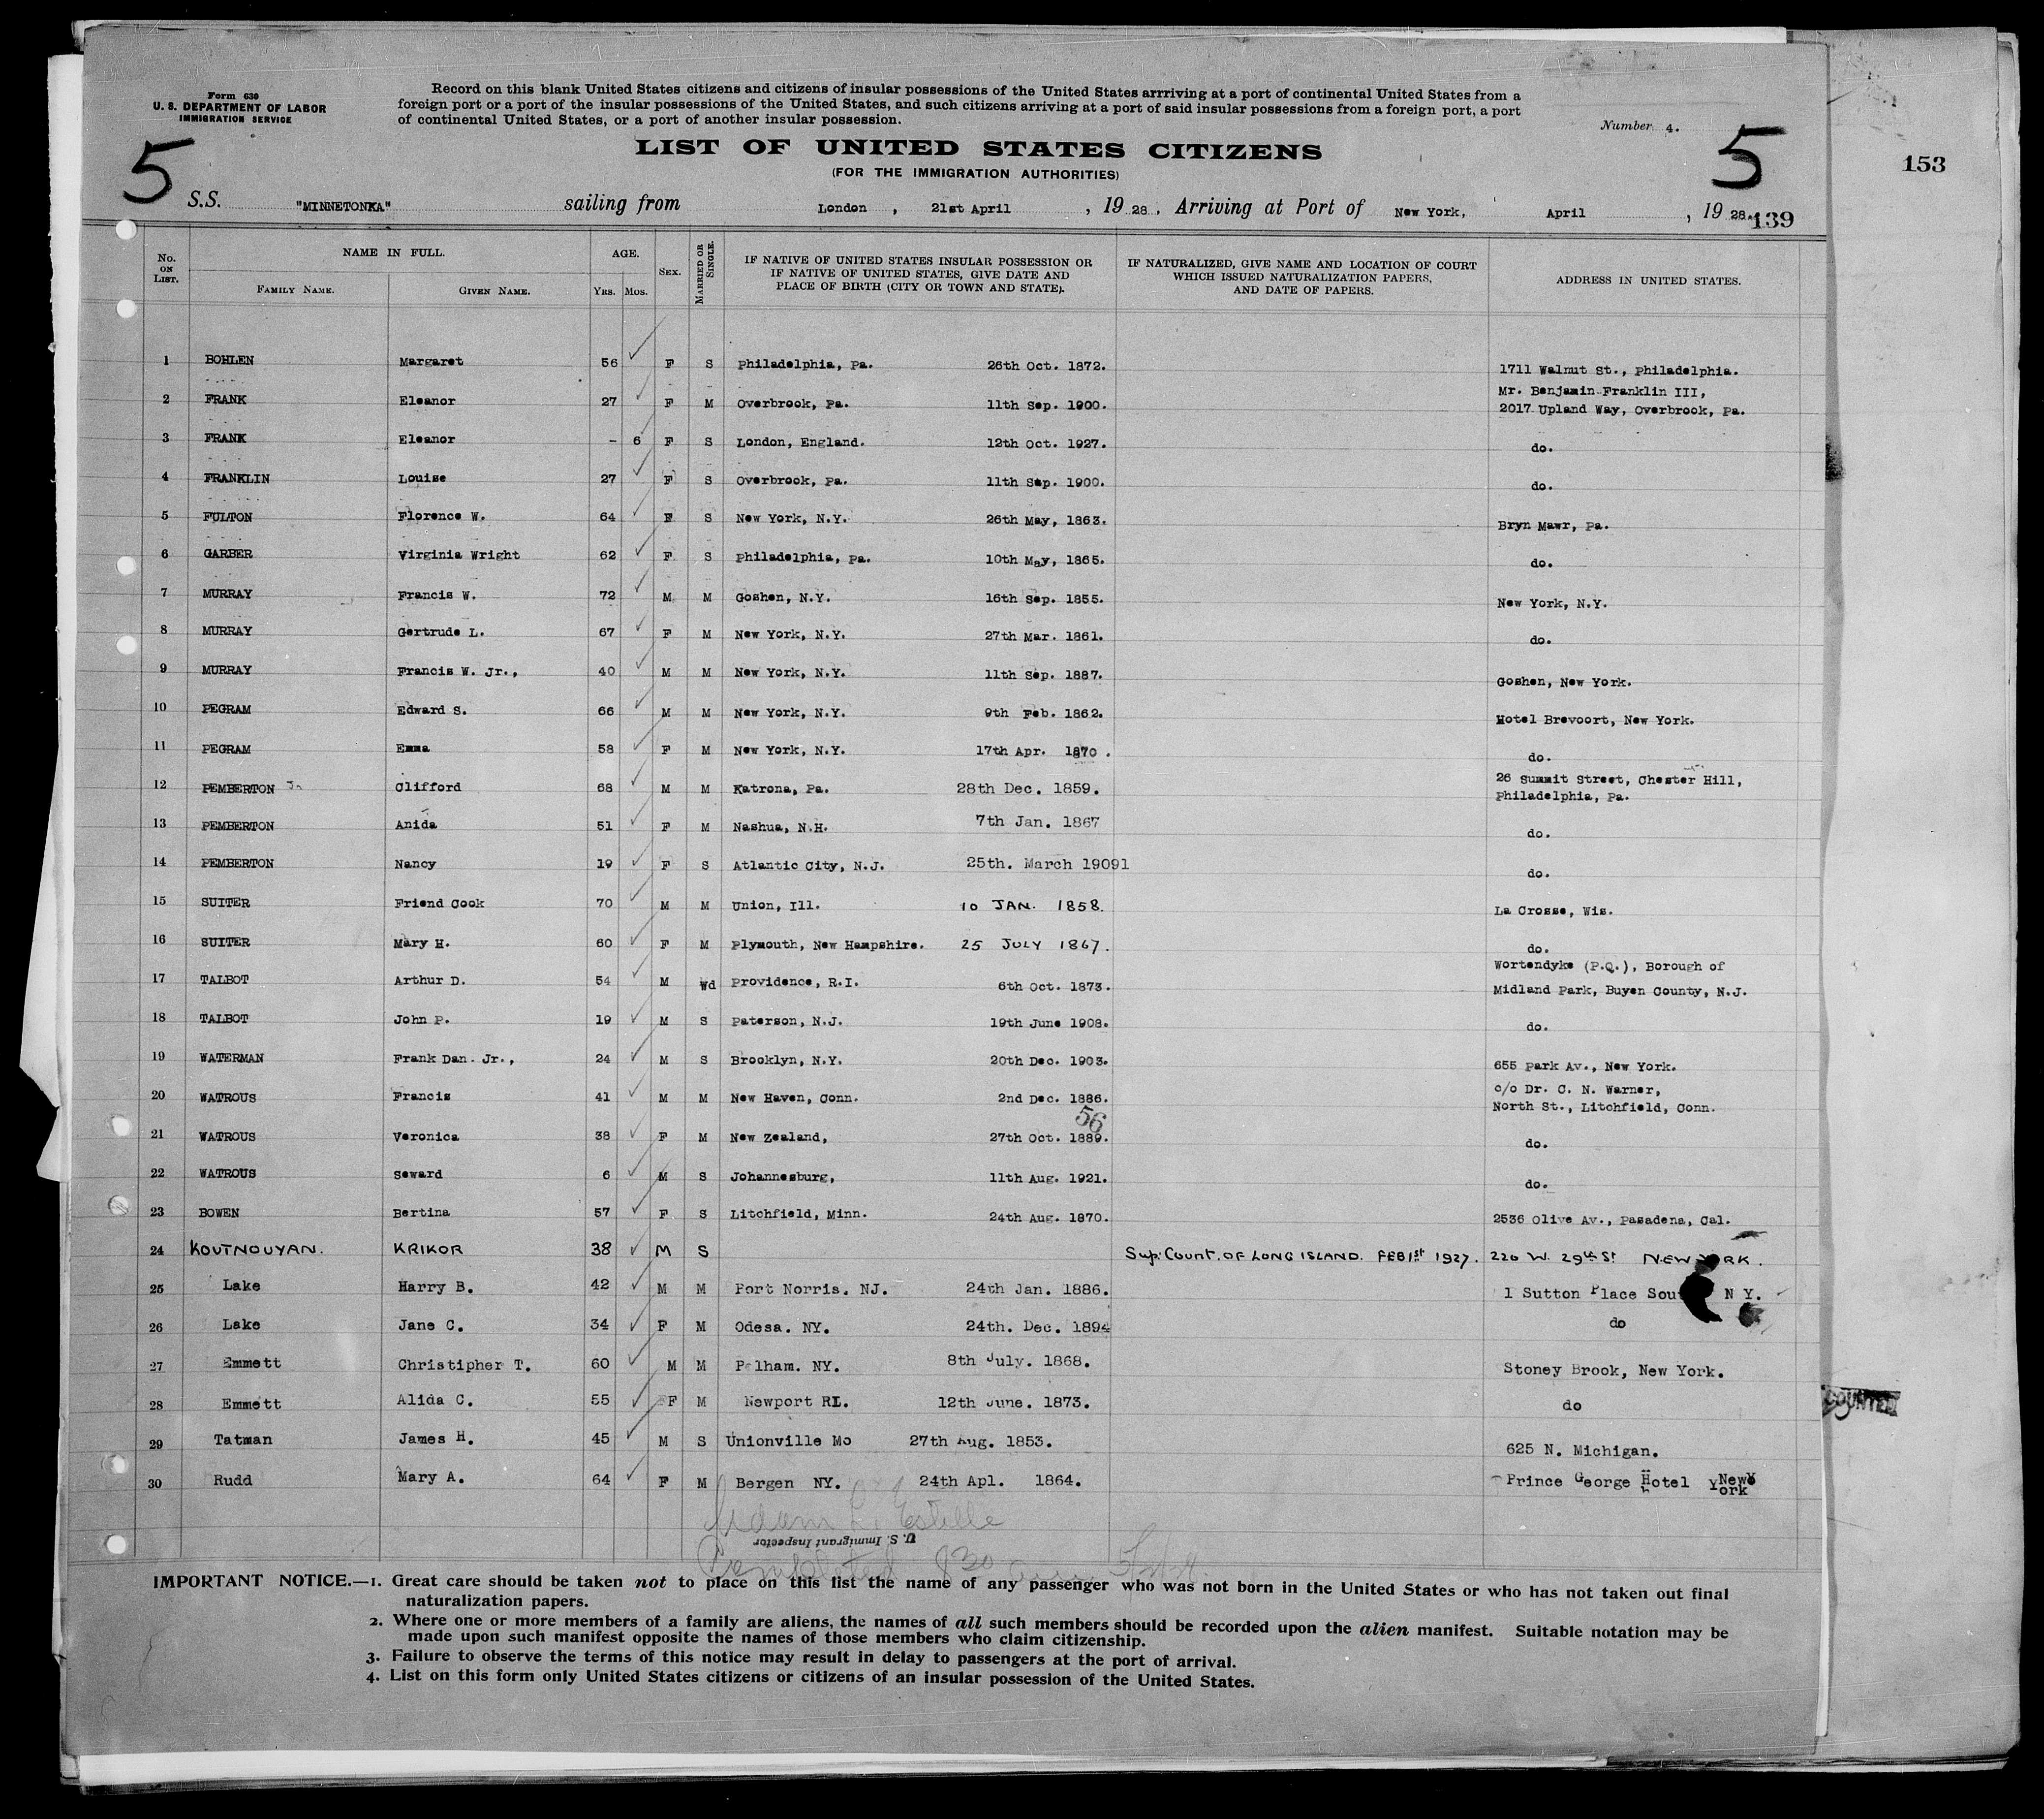 Form 630
U. S. DEPARTMENT OF LABOR
IMMIGRATION SERVICE
Record on this blank United States citizens and citizens of insular possessions of the United States arrriving at a port of continental United States from a
foreign port or a port of the insular possessions of the United States, and such citizens arriving at a port of said insular possessions from a foreign port, a port
of continental United States, or a port of another insular possession.
Number 4.
LIST OF UNITED STATES CITIZENS
(FOR THE IMMIGRATION AUTHORITIES)
5
5
153
S.S. "MINNETONKA" sailing from London , 21st April , 19 28 , Arriving at Port of New York, April , 19 28
139
No. ON LIST. NAME IN FULL. FAMILY NAME. GIVEN NAME. AGE. YRS. MOS. SEX. MARRIED OR SINGLE. IF NATIVE OF UNITED STATES INSULAR POSSESSION OR IF NATIVE OF UNITED STATES, GIVE DATE AND PLACE OF BIRTH (CITY OR TOWN AND STATE). IF NATURALIZED, GIVE NAME AND LOCATION OF COURT WHICH ISSUED NATURALIZATION PAPERS, AND DATE OF PAPERS. ADDRESS IN UNITED STATES.
1 BOHLEN Margaret 56 F S Philadelphia, Pa. 26th Oct. 1872. 1711 Walnut St., Philadelphia.
2 FRANK Eleanor 27 F M Overbrook, Pa. 11th Sep. 1900. Mr. Benjamin Franklin III,
2017 Upland Way, Overbrook, Pa.
3 FRANK Eleanor - 6 F S London, England. 12th Oct. 1927. do.
4 FRANKLIN Louise 27 F S Overbrook, Pa. 11th Sep. 1900. do.
5 FULTON Florence W. 64 F S New York, N.Y. 26th May, 1863. Bryn Mawr, Pa.
6 GARBER Virginia Wright 62 F S Philadelphia, Pa. 10th May, 1865. do.
7 MURRAY Francis W. 72 M M Goshen, N.Y. 16th Sep. 1855. New York, N.Y.
8 MURRAY Gertrude L. 67 F M New York, N.Y. 27th Mar. 1861. do.
9 MURRAY Francis W. Jr., 40 M M New York, N.Y. 11th Sep. 1887. Goshen, New York.
10 PEGRAM Edward S. 66 M M New York, N.Y. 9th Feb. 1862. Hotel Brevoort, New York.
11 PEGRAM Emma 58 F M New York, N.Y. 17th Apr. 1870 . do.
12 PEMBERTON Jn Clifford 68 M M Katrona, Pa. 28th Dec. 1859. 26 Summit Street, Chester Hill,
Philadelphia, Pa.
13 PEMBERTON Anida 51 F M Nashua, N.H. 7th Jan. 1867 do.
14 PEMBERTON Nancy 19 F S Atlantic City, N.J. 25th. March 19091 do.
15 SUITER Friend Cook 70 M M Union, Ill. 10 JAN. 1858. La Crosse, Wis.
16 SUITER Mary H. 60 F M Plymouth, New Hampshire. 25 JULY 1867. do.
17 TALBOT Arthur D. 54 M Wd Providence, R.I. 6th Oct. 1873. Wortendyke (P.Q.), Borough of
Midland Park, Buyen County, N.J.
18 TALBOT John P. 19 M S Paterson, N.J. 19th June 1908. do.
19 WATERMAN Frank Dan. Jr., 24 M S Brooklyn, N.Y. 20th Dec. 1903. 655 Park Av., New York.
20 WATROUS Francis 41 M M New Haven, Conn. 2nd Dec. 1886. c/o Dr. C. N. Warner,
North St., Litchfield, Conn.
56
21 WATROUS Veronica 38 F M New Zealand, 27th Oct. 1889. do.
22 WATROUS Seward 6 M S Johannesburg, 11th Aug. 1921. do.
23 BOWEN Bertina 57 F S Litchfield, Minn. 24th Aug. 1870. 2536 Olive Av., Pasadena, Cal.
24 KOUTNOUYAN. KRIKOR 38 M S Sup: Count. OF LONG ISLAND. FEB 1st 1927. 220 W. 29th St NEW YORK.
25 Lake Harry B. 42 M M Port Norris. NJ. 24th Jan. 1886. 1 Sutton Place Sou N Y.
26 Lake Jane C. 34 F M Odesa. NY. 24th. Dec. 1894 do
27 Emmett Christipher T. 60 M M Pelham. NY. 8th July. 1868. Stoney Brook, New York.
28 Emmett Alida C. 55 F M Newport RI. 12th June. 1873. do
29 Tatman James H. 45 M S Unionville Mo 27th Aug. 1853. 625 N. Michigan.
30 Rudd Mary A. 64 F M Bergen NY. 24th Apl. 1864. Prince George Hotel New York
COUNTED
Estelle
U. S. Immigrant Inspector
Completed 830
IMPORTANT NOTICE.—1. Great care should be taken not to place on this list the name of any passenger who was not born in the United States or who has not taken out final
naturalization papers.
2. Where one or more members of a family are aliens, the names of all such members should be recorded upon the alien manifest. Suitable notation may be
made upon such manifest opposite the names of those members who claim citizenship.
3. Failure to observe the terms of this notice may result in delay to passengers at the port of arrival.
4. List on this form only United States citizens or citizens of an insular possession of the United States.